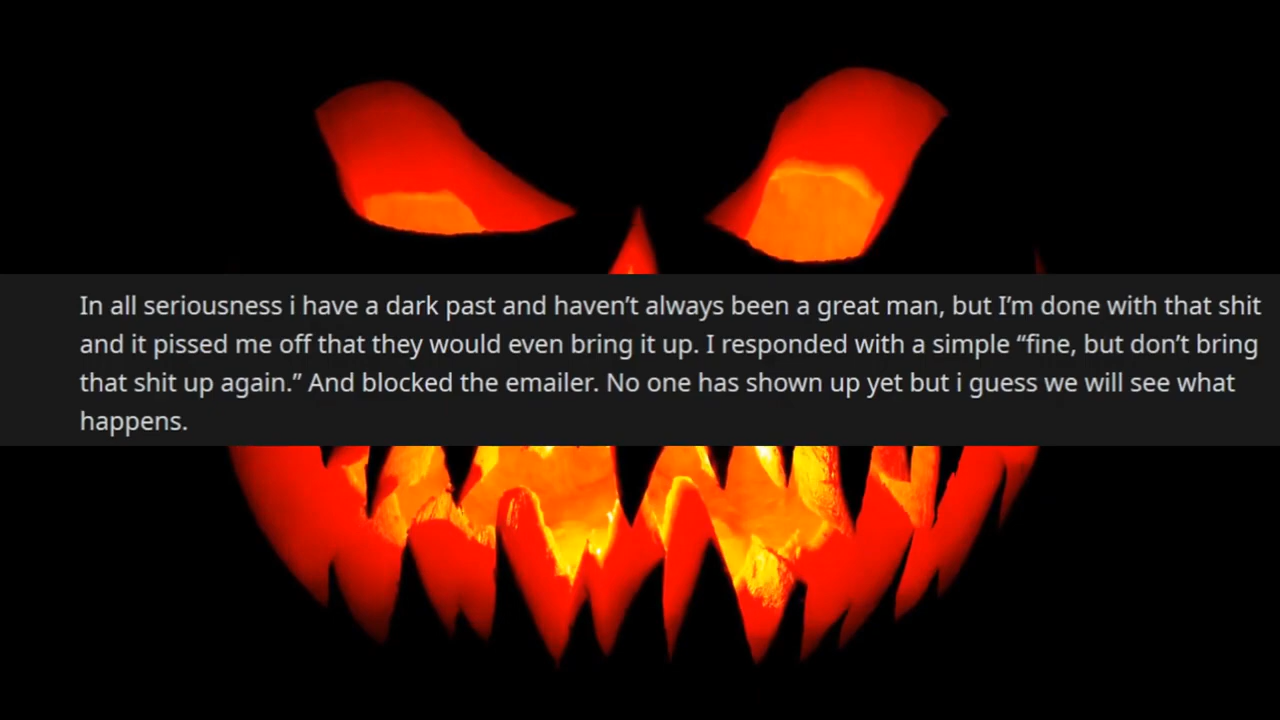 In all seriousness i have a dark past and haven’t always been a great man, but I’m done with that shit
and it pissed me off that they would even bring it up. I responded with a simple “fine, but don’t bring
that shit up again.” And blocked the emailer. No one has shown up yet but i guess we will see what
happens.